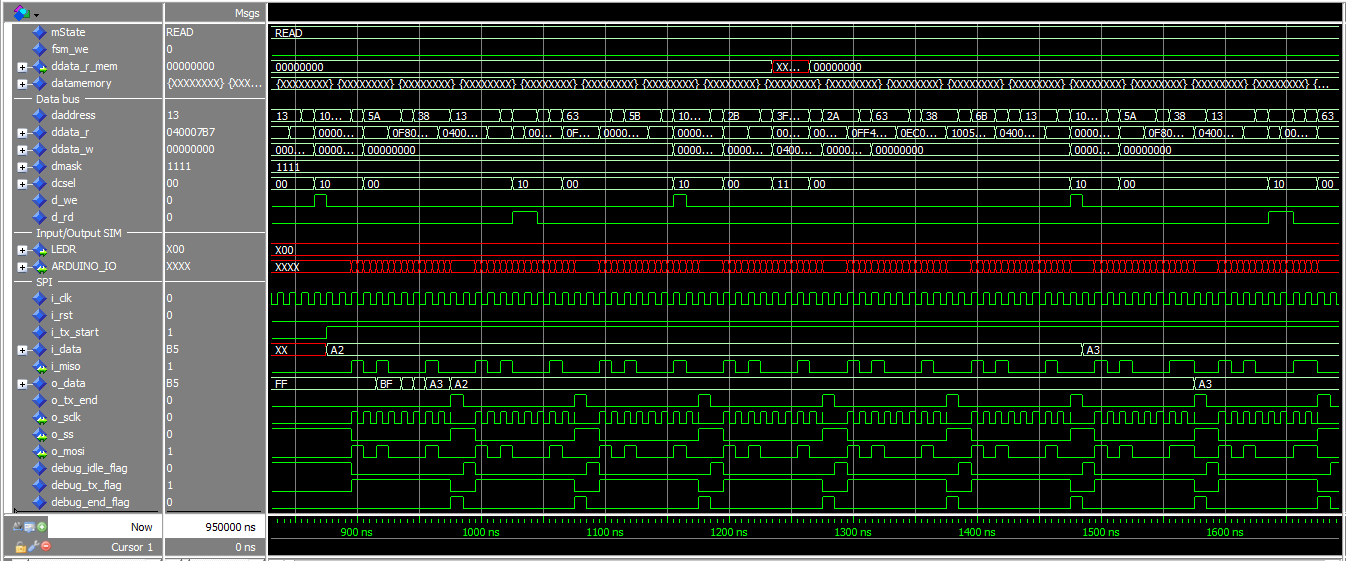 Msgs
mState READ READ
fsm_we 0
ddata_r_mem 00000000 00000000 XX... 00000000
datamemory {XXXXXXXX} {XXX... {XXXXXXXX} {XXXXXXXX} {XXXXXXXX} {XXXXXXXX} {XXXXXXXX} {XXXXXXXX} {XXXXXXXX} {XXXXXXXX} {XXXXXXXX} {XXXXXXXX} {XXXXXXXX} {XXXXXXXX} {XXXXXXXX} {XXXXXXXX} {XXXXXXXX} {XXXXXXXX} {XXXXXXXX} {...
Data bus
daddress 13 13 10... 5A 38 13 63 5B 10... 2B 3F... 2A 63 38 6B 13 10... 5A 38 13 63
ddata_r 040007B7 0000... 0F80... 0400... 00... 0F... 0000... 0000... 00... 00... 0FF4... 0EC0... 1005... 0400... 0000... 0F80... 0400... 00...
ddata_w 00000000 000... 0000... 00000000 0000... 0000... 0400... 0000... 00000000 0000... 00000000
dmask 1111 1111
dcsel 00 00 10 00 10 00 10 00 11 00 10 00 10 00
d_we 0
d_rd 0
Input/Output SIM
LEDR X00 X00
ARDUINO_IO XXXX XXXX
SPI
i_clk 0
i_rst 0
i_tx_start 1
i_data B5 XX A2 A3
i_miso 1
o_data B5 FF BF A3 A2 A3
o_tx_end 0
o_sclk 0
o_ss 0
o_mosi 1
debug_idle_flag 0
debug_tx_flag 1
debug_end_flag 0
Now 950000 ns 900 ns 1000 ns 1100 ns 1200 ns 1300 ns 1400 ns 1500 ns 1600 ns
Cursor 1 0 ns